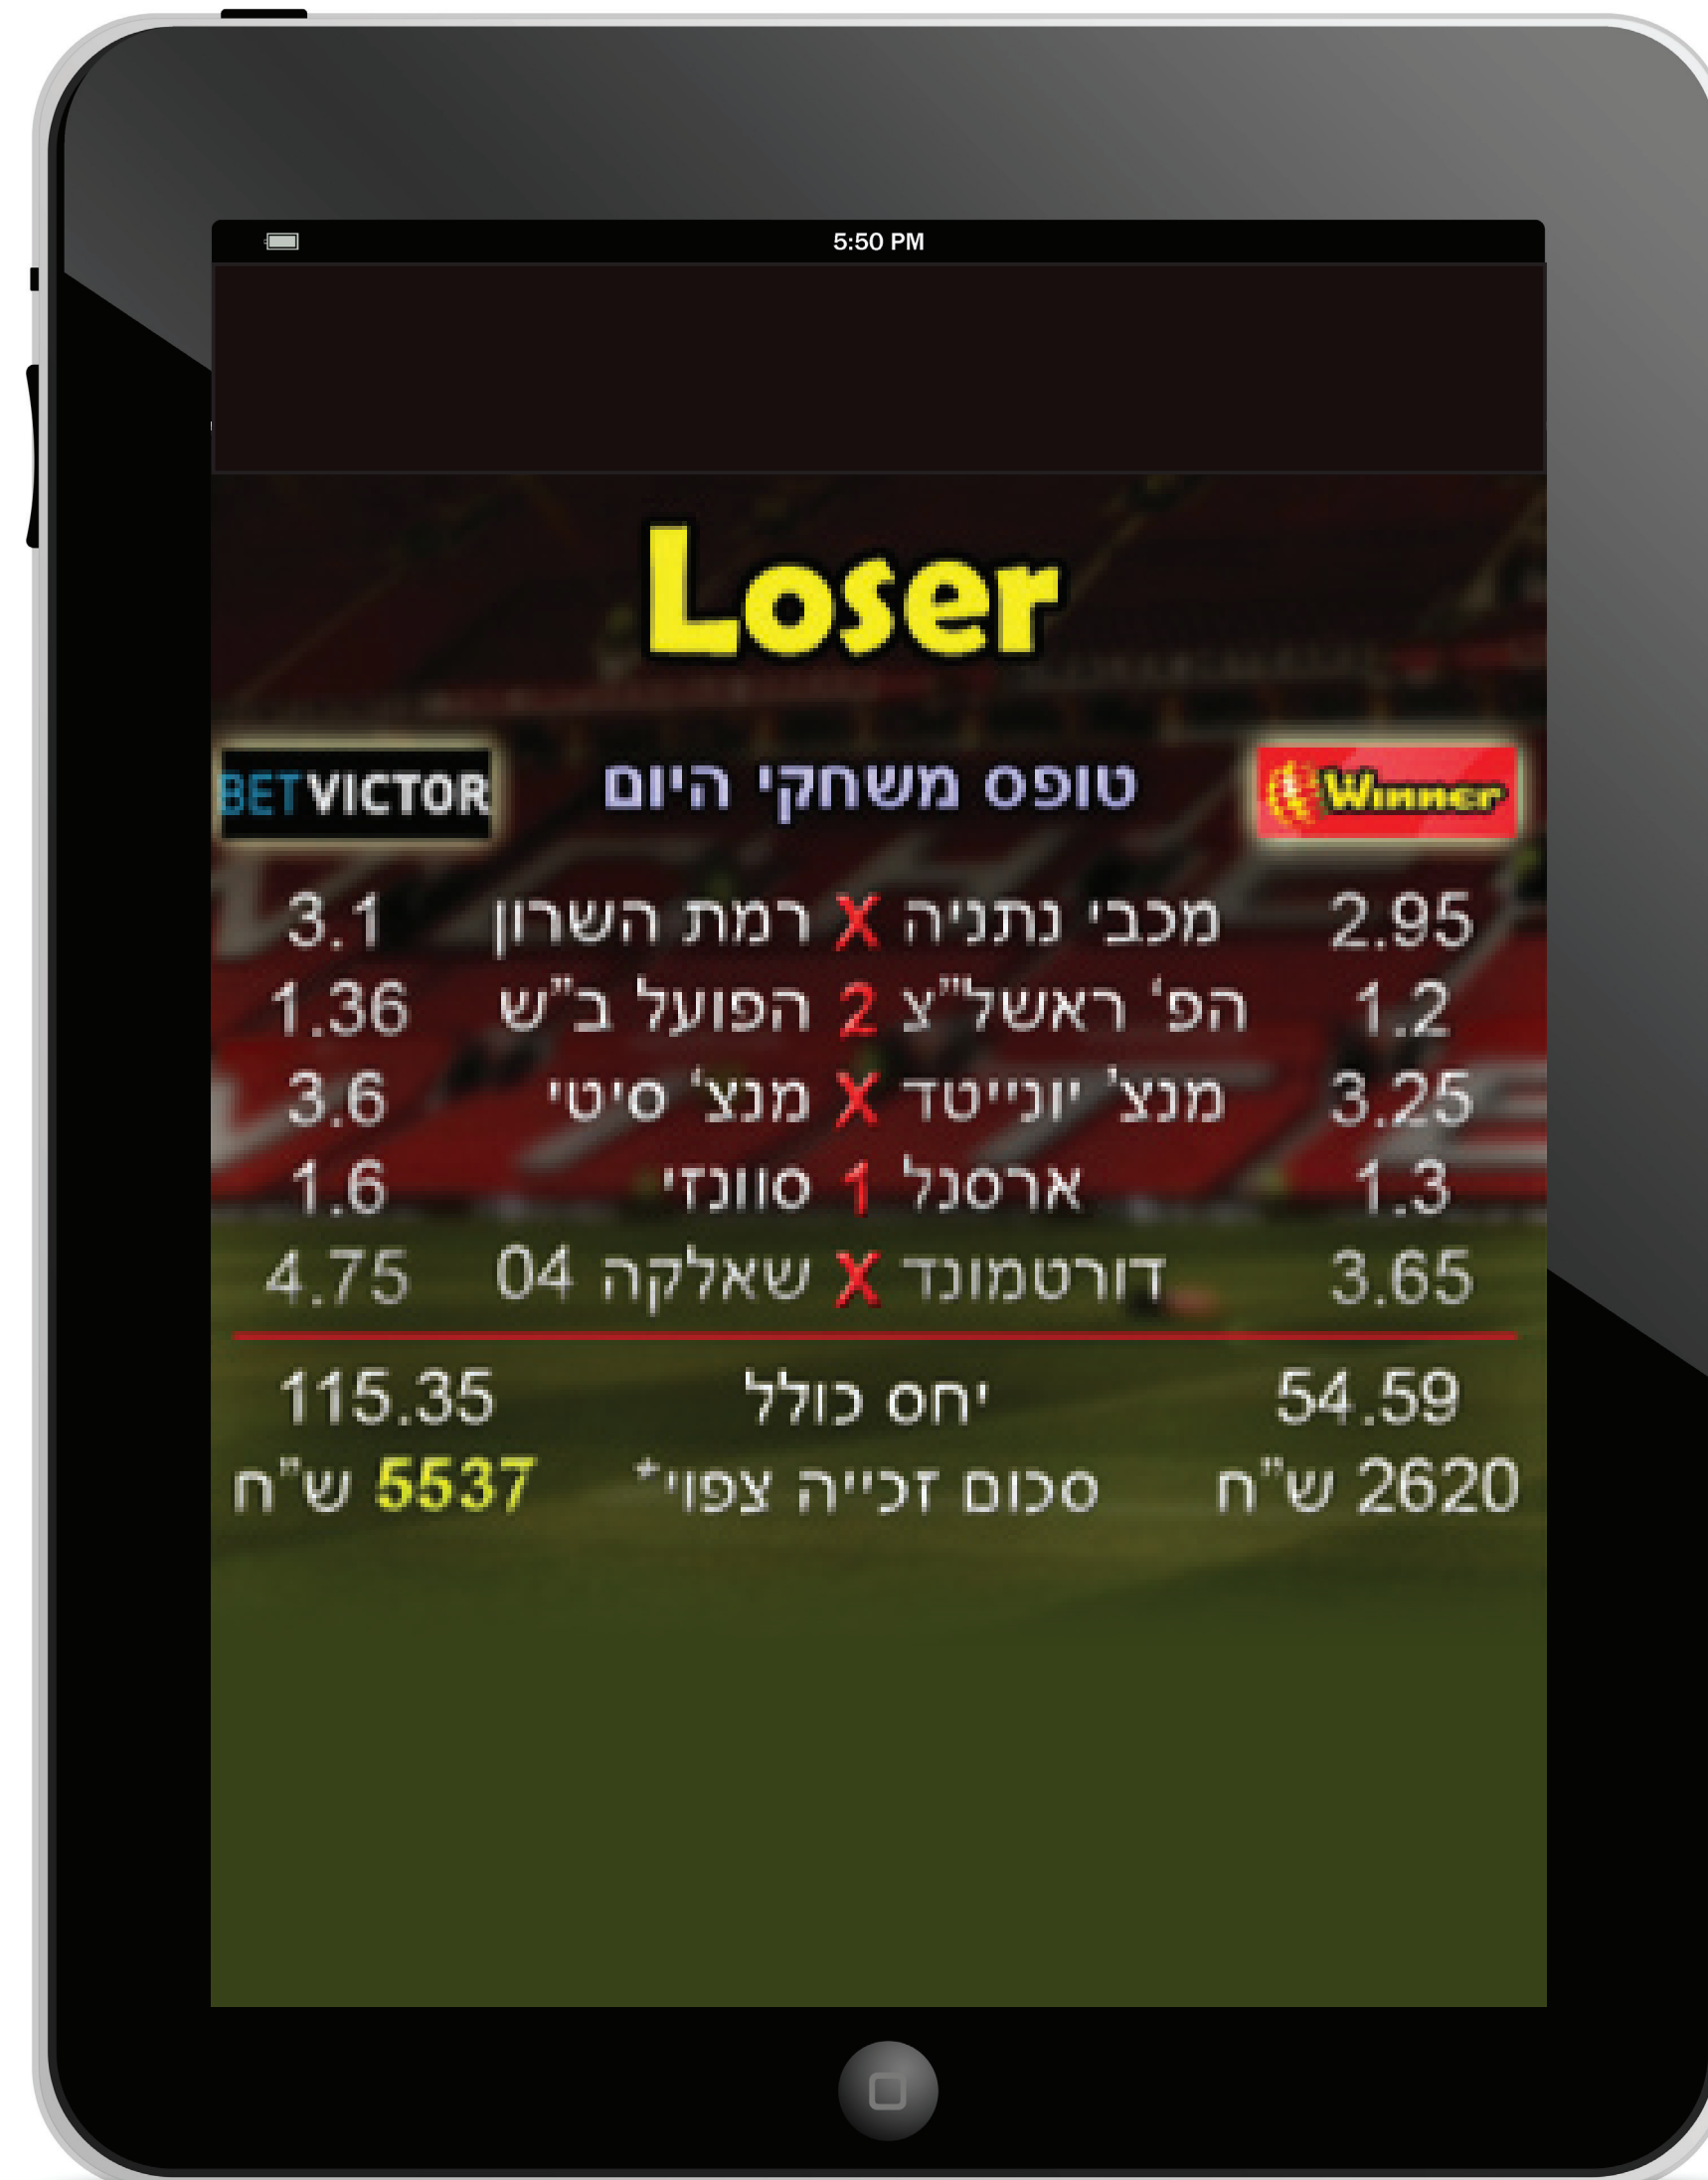 5:50 PM
Loser
Winner טופס משחקי היום BETVICTOR
2.95 מכבי נתניה X רמת השרון 3.1
1.2 הפ' ראשל"צ 2 הפועל ב"ש 1.36
3.25 מנצ' יונייטד X מנצ' סיטי 3.6
1.3 ארסנל 1 סוונזי 1.6
3.65 דורטמונד X שאלקה 04 4.75
54.59 יחס כולל 115.35
2620 ש"ח סכום זכייה צפוי* 5537 ש"ח